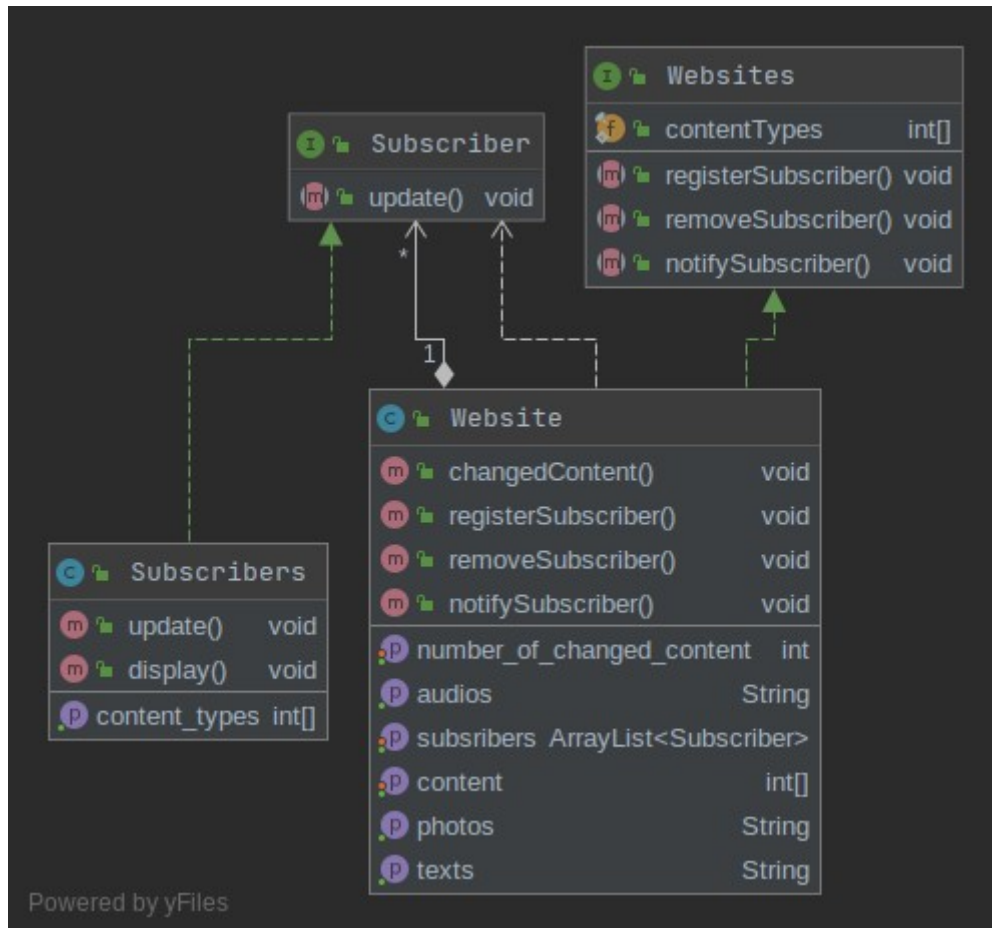 Websites
contentTypes int[]
registerSubscriber() void
removeSubscriber() void
notifySubscriber() void
Subscriber
update() void
*
1
Website
changedContent() void
registerSubscriber() void
removeSubscriber() void
notifySubscriber() void
number_of_changed_content int
audios String
subsribers ArrayList<Subscriber>
content int[]
photos String
texts String
Subscribers
update() void
display() void
content_types int[]
Powered by yFiles